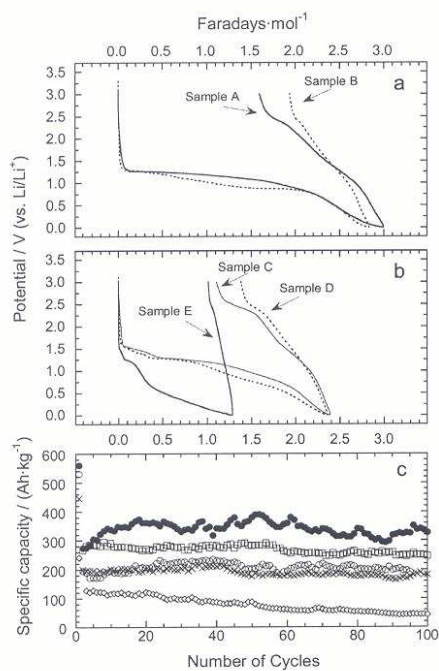 Faradays·mol⁻¹
0.0 0.5 1.0 1.5 2.0 2.5 3.0
3.5
3.0
2.5
2.0
1.5
1.0
0.5
0.0
a
Sample A
Sample B
Potential / V (vs. Li/Li⁺)
3.5
3.0
2.5
2.0
1.5
1.0
0.5
0.0
b
Sample C
Sample D
Sample E
0.0 0.5 1.0 1.5 2.0 2.5 3.0
Specific capacity / (Ah·kg⁻¹)
600
500
400
300
200
100
0
c
0 20 40 60 80 100
Number of Cycles